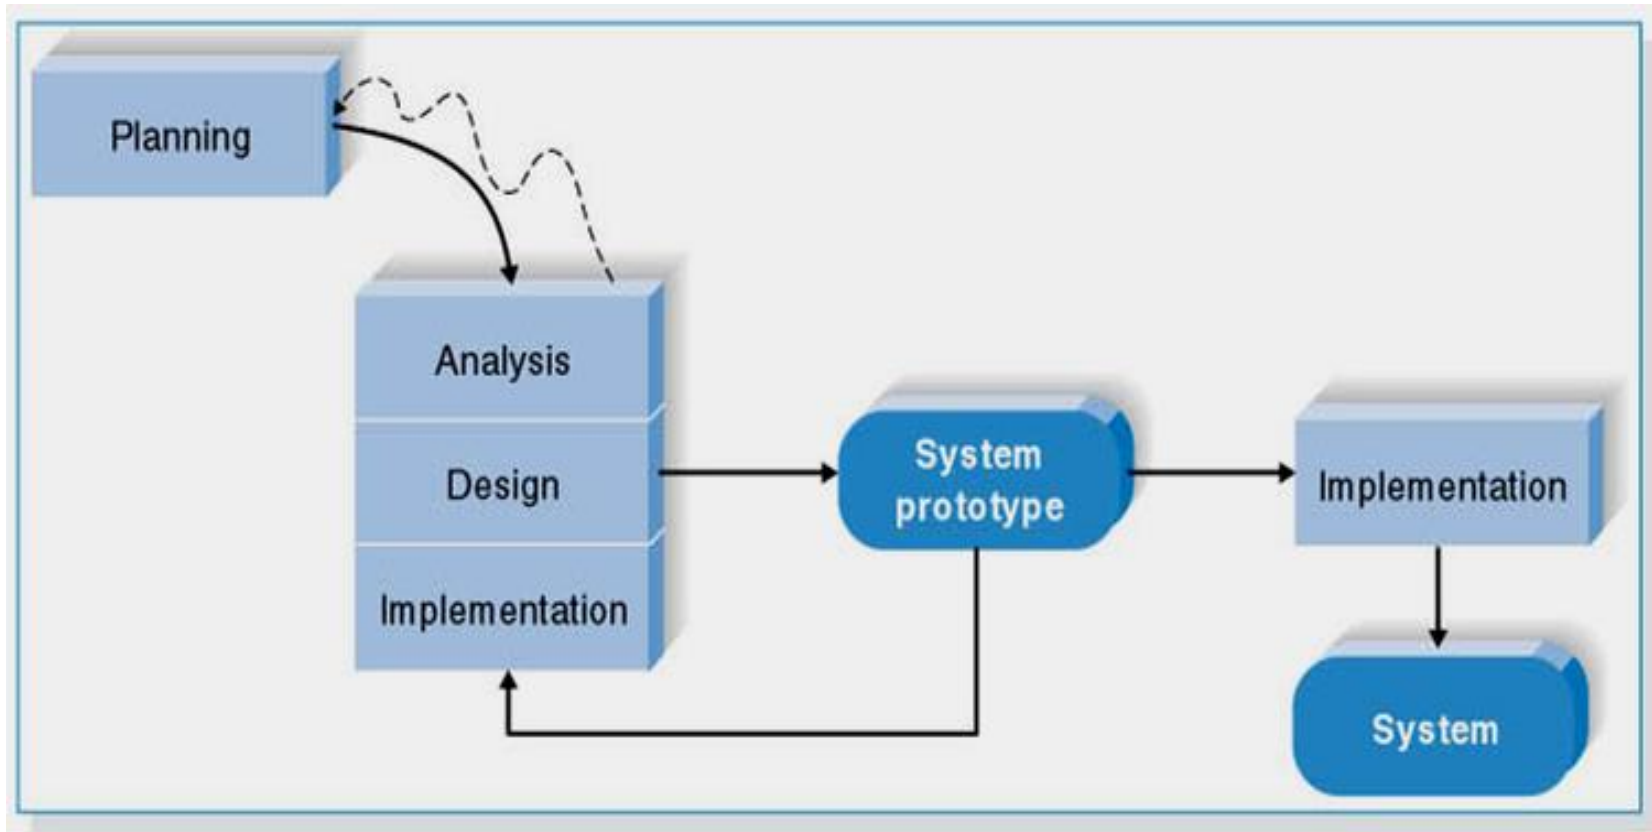 Planning
Analysis
Design
Implementation
System
prototype
Implementation
System